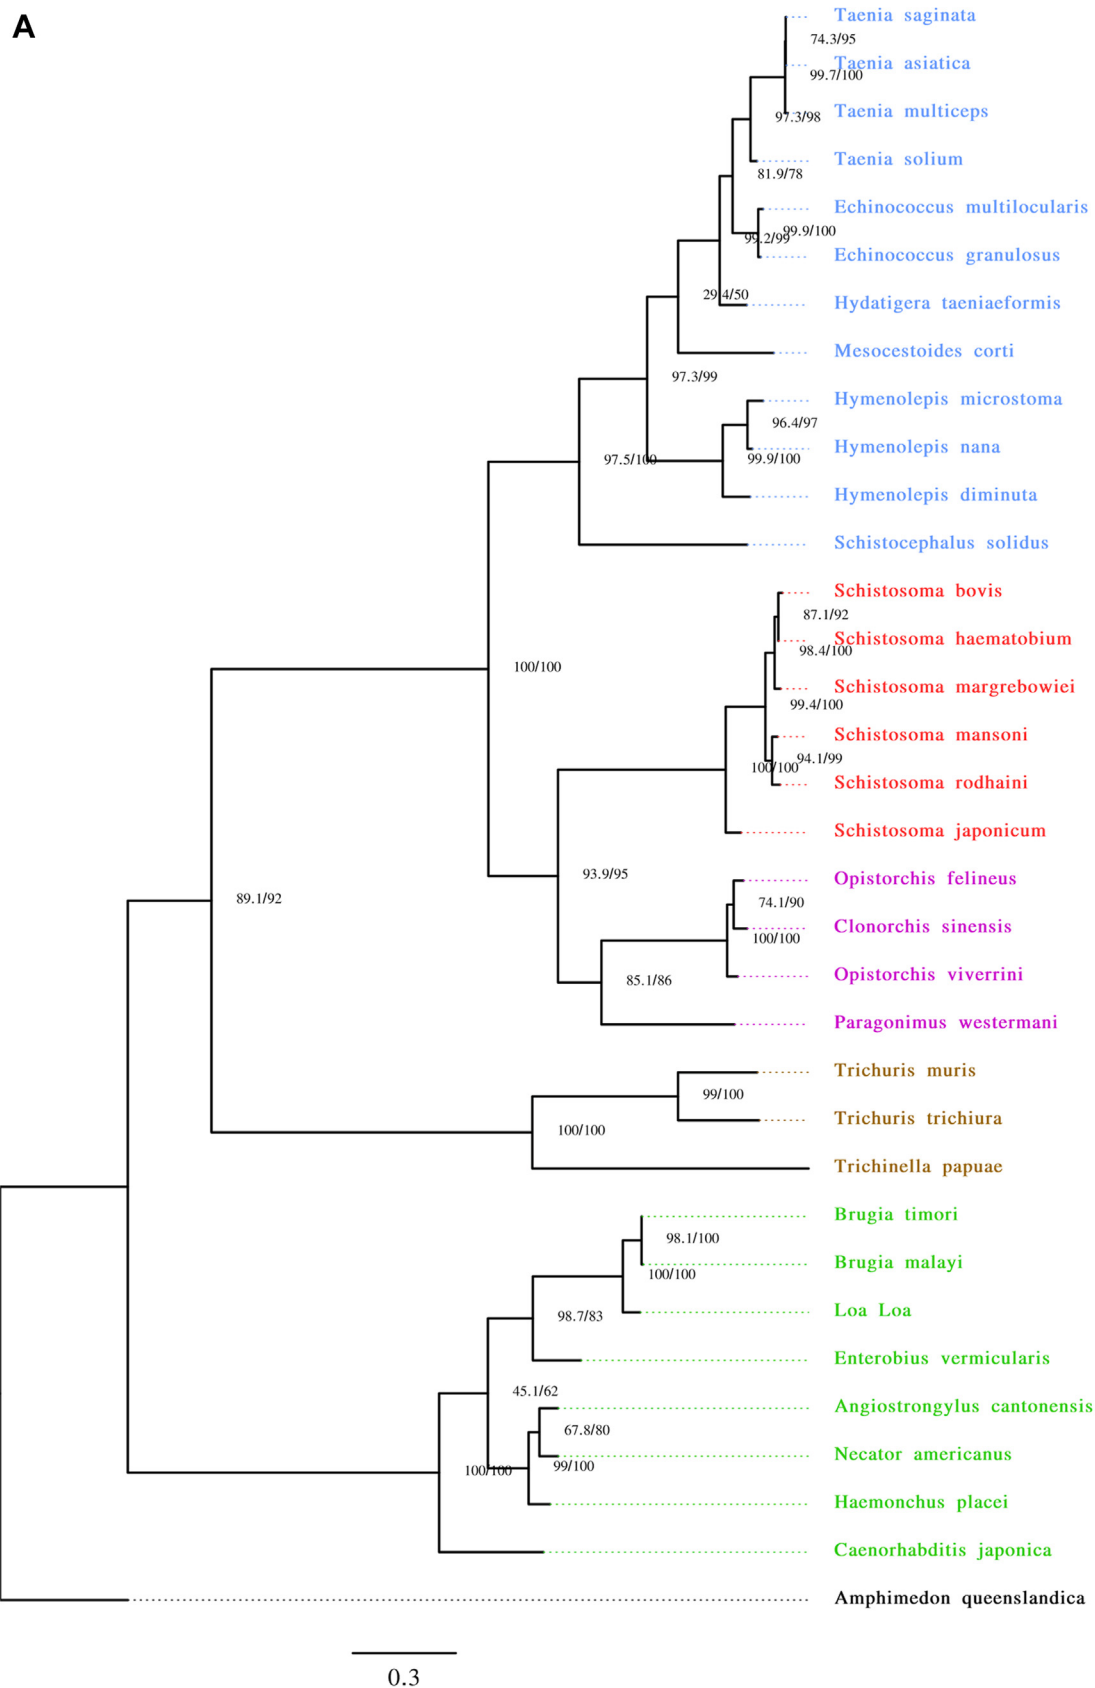 A
Taenia saginata
74.3/95
Taenia asiatica
99.7/100
Taenia multiceps
97.3/98
Taenia solium
81.9/78
Echinococcus multilocularis
99.9/100
99.2/99
Echinococcus granulosus
29.4/50
Hydatigera taeniaeformis
Mesocestoides corti
97.3/99
Hymenolepis microstoma
96.4/97
Hymenolepis nana
97.5/100
99.9/100
Hymenolepis diminuta
Schistocephalus solidus
Schistosoma bovis
87.1/92
Schistosoma haematobium
98.4/100
100/100
Schistosoma margrebowiei
99.4/100
Schistosoma mansoni
94.1/99
100/100
Schistosoma rodhaini
Schistosoma japonicum
93.9/95
Opistorchis felineus
89.1/92
74.1/90
Clonorchis sinensis
100/100
Opistorchis viverrini
85.1/86
Paragonimus westermani
Trichuris muris
99/100
Trichuris trichiura
100/100
Trichinella papuae
Brugia timori
98.1/100
Brugia malayi
100/100
Loa Loa
98.7/83
Enterobius vermicularis
45.1/62
Angiostrongylus cantonensis
67.8/80
Necator americanus
99/100
100/100
Haemonchus placei
Caenorhabditis japonica
Amphimedon queenslandica
0.3